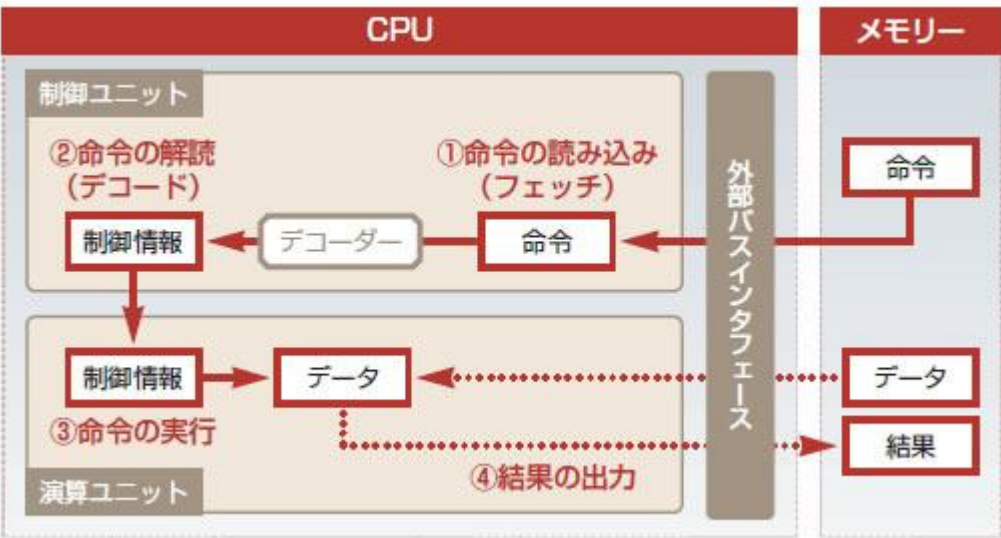 CPU
メモリー
制御ユニット
②命令の解読
(デコード)
①命令の読み込み
(フェッチ)
制御情報
デコーダー
命令
外部バスインタフェース
命令
制御情報
データ
データ
③命令の実行
結果
④結果の出力
演算ユニット